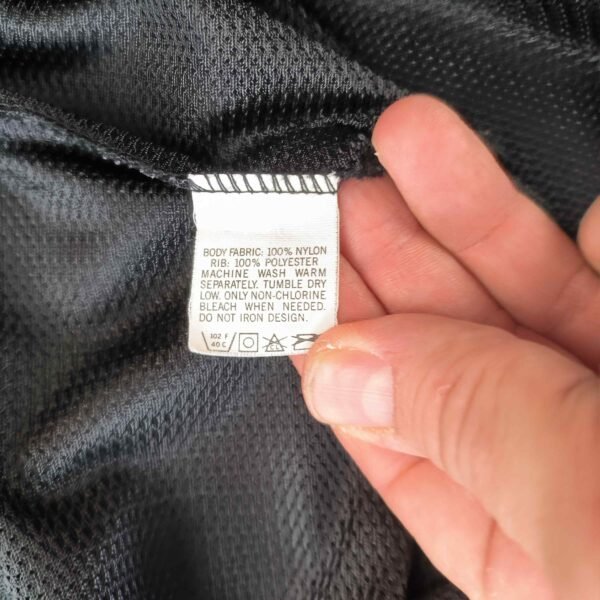 BODY FABRIC: 100% NYLON
RIB: 100% POLYESTER
MACHINE WASH WARM
SEPARATELY. TUMBLE DRY
LOW. ONLY NON-CHLORINE
BLEACH WHEN NEEDED.
DO NOT IRON DESIGN.
102 F
40 C
CL